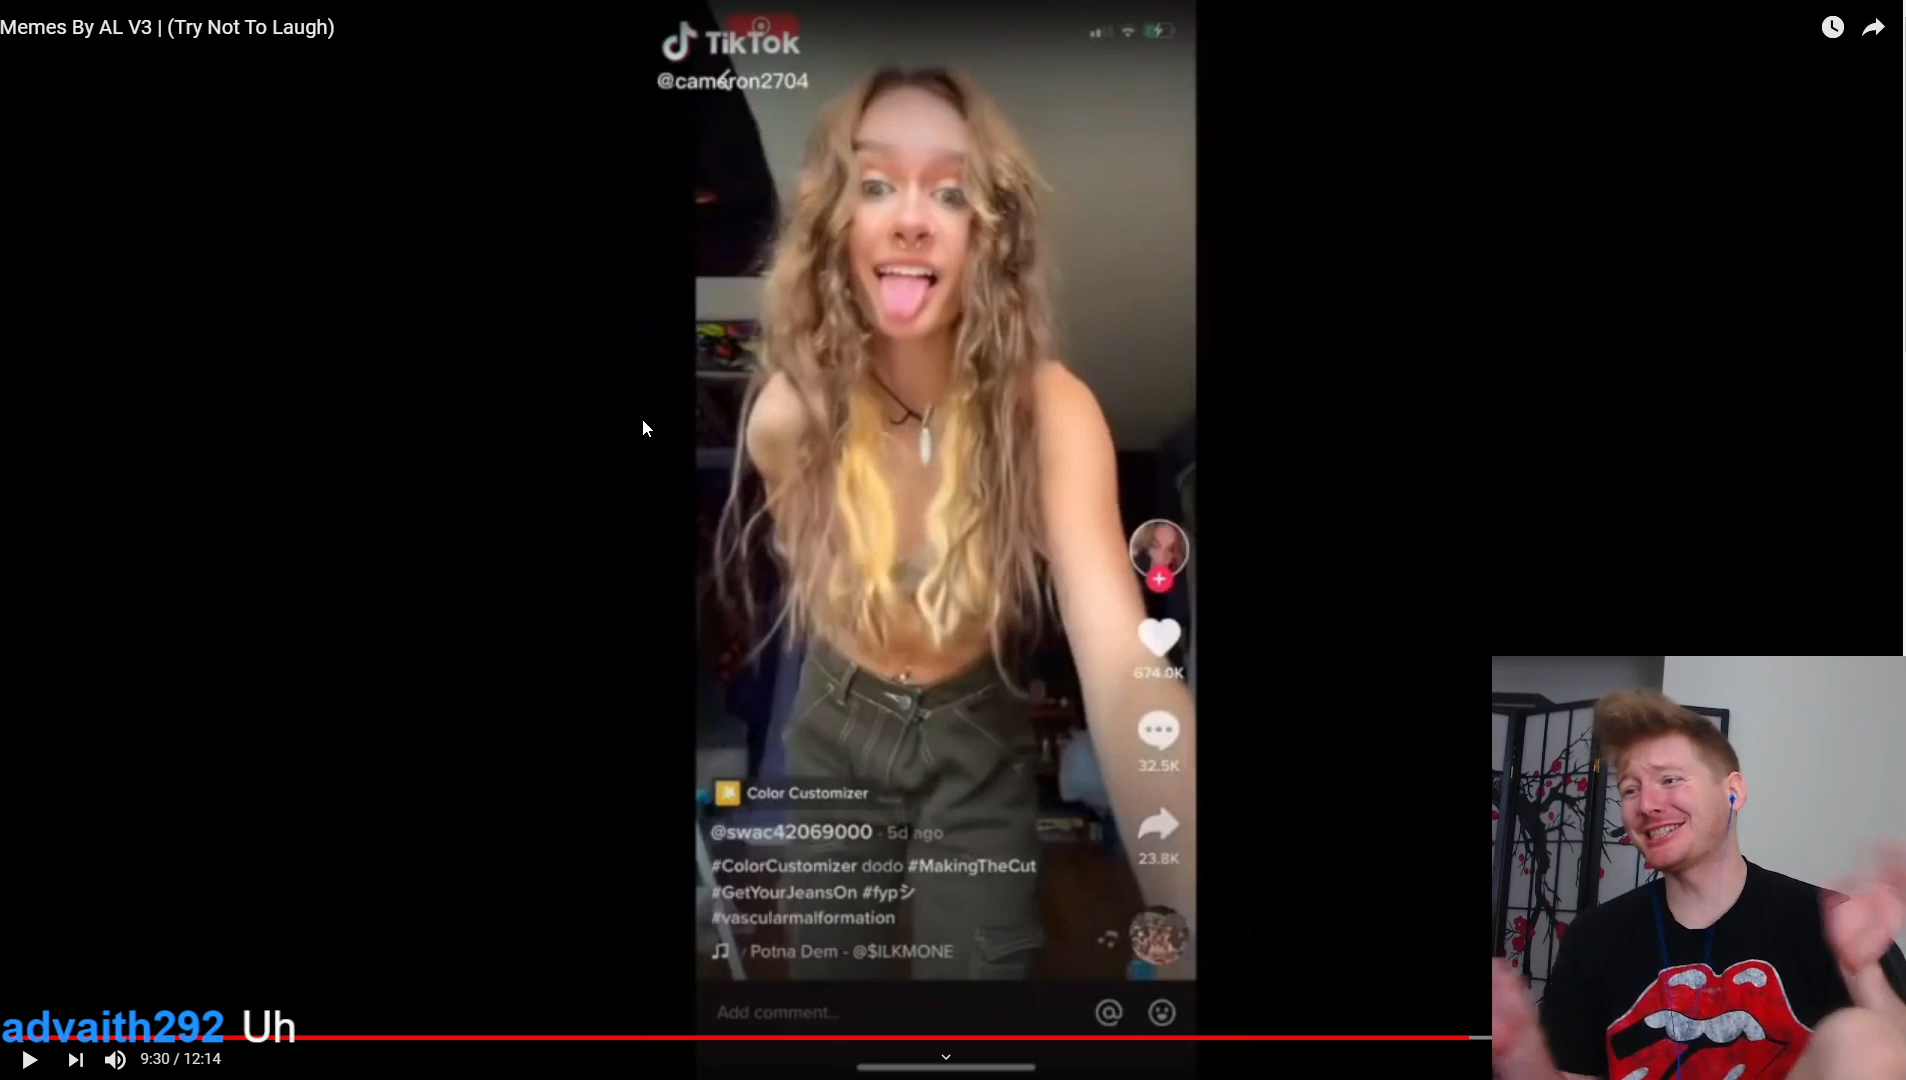 Memes By AL V3 | (Try Not To Laugh)
TikTok
@cameron2704
674.0K
32.5K
23.8K
Color Customizer
@swac42069000 · 5d ago
#ColorCustomizer dodo #MakingTheCut
#GetYourJeansOn #fypシ
#vascularmalformation
Potna Dem - @$ILKMONE
Add comment...
advaith292 Uh
9:30 / 12:14